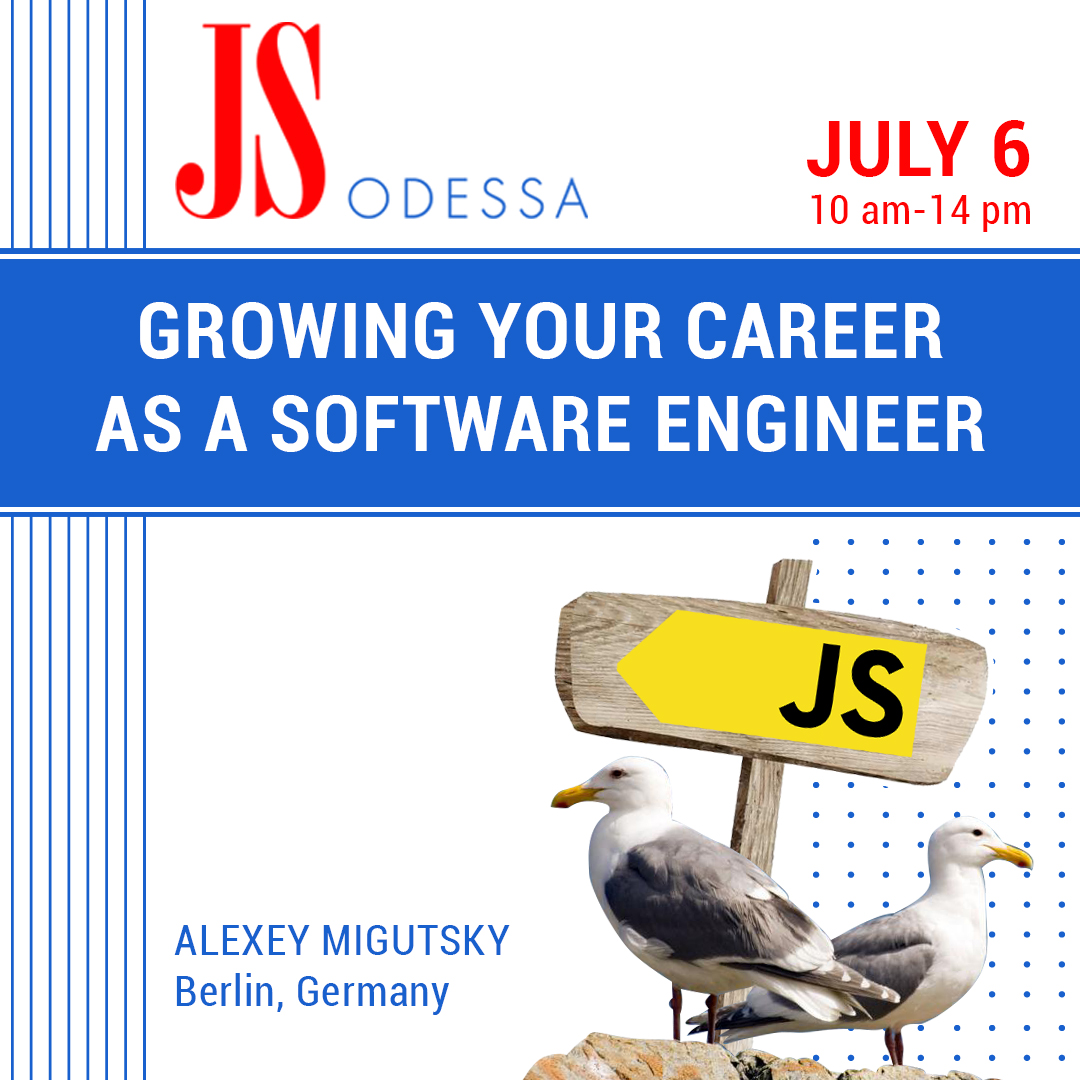 JS ODESSA
JULY 6
10 am-14 pm
GROWING YOUR CAREER
AS A SOFTWARE ENGINEER
JS
ALEXEY MIGUTSKY
Berlin, Germany